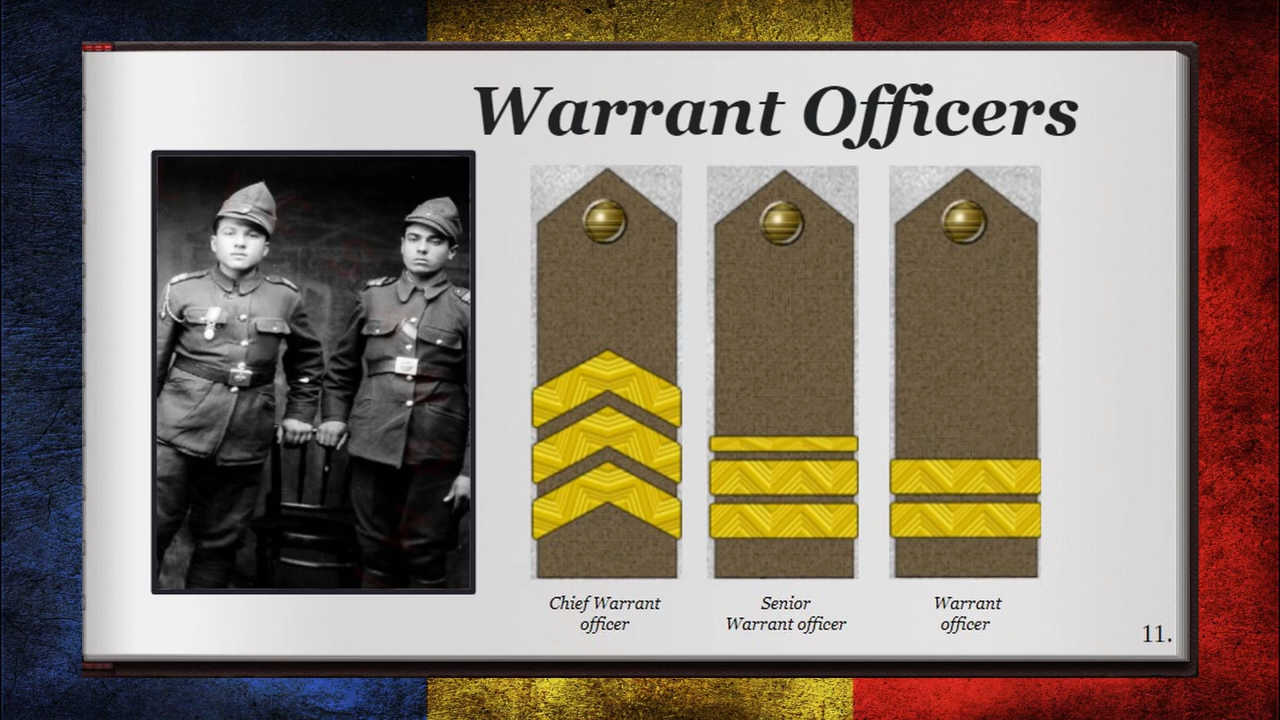 Warrant Officers
Chief Warrant
officer
Senior
Warrant officer
Warrant
officer
11.